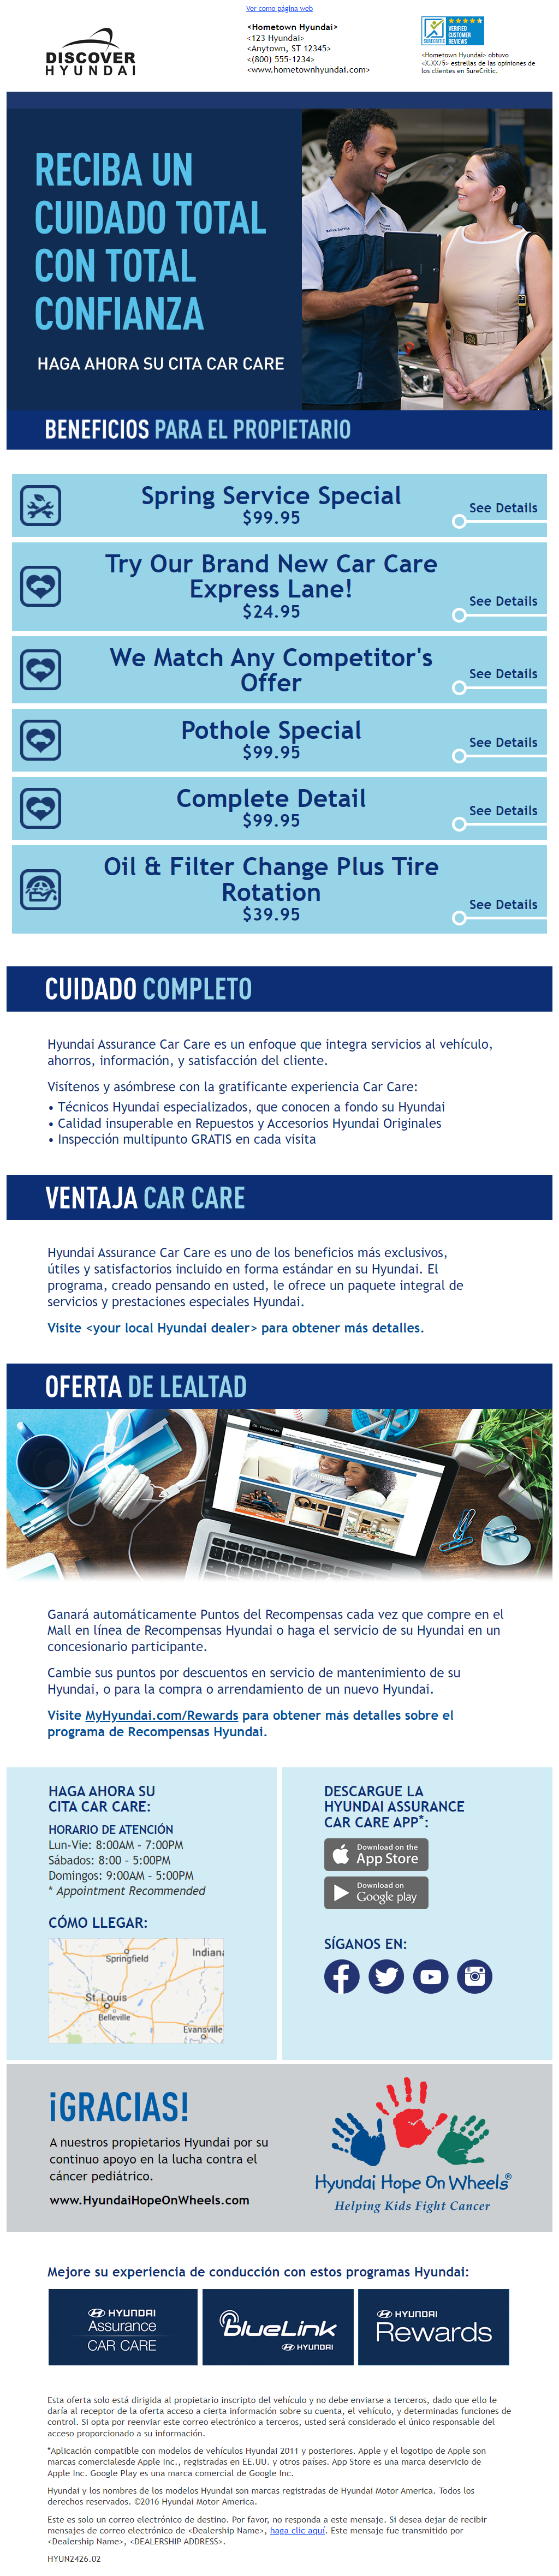 Ver como página web
DISCOVER
HYUNDAI
<Hometown Hyundai>
<123 Hyundai>
<Anytown, ST 12345>
<(800) 555-1234>
<www.hometownhyundai.com>
SURECRITIC
VERIFIED
CUSTOMER
REVIEWS
<Hometown Hyundai> obtuvo
<X.XX/5> estrellas de las opiniones de
los clientes en SureCritic.
RECIBA UN
CUIDADO TOTAL
CON TOTAL
CONFIANZA
HAGA AHORA SU CITA CAR CARE
BENEFICIOS PARA EL PROPIETARIO
Spring Service Special
$99.95
See Details
Try Our Brand New Car Care
Express Lane!
$24.95
See Details
We Match Any Competitor's
Offer
See Details
Pothole Special
$99.95
See Details
Complete Detail
$99.95
See Details
Oil & Filter Change Plus Tire
Rotation
$39.95
See Details
CUIDADO COMPLETO
Hyundai Assurance Car Care es un enfoque que integra servicios al vehículo,
ahorros, información, y satisfacción del cliente.
Visítenos y asómbrese con la gratificante experiencia Car Care:
• Técnicos Hyundai especializados, que conocen a fondo su Hyundai
• Calidad insuperable en Repuestos y Accesorios Hyundai Originales
• Inspección multipunto GRATIS en cada visita
VENTAJA CAR CARE
Hyundai Assurance Car Care es uno de los beneficios más exclusivos,
útiles y satisfactorios incluido en forma estándar en su Hyundai. El
programa, creado pensando en usted, le ofrece un paquete integral de
servicios y prestaciones especiales Hyundai.
Visite <your local Hyundai dealer> para obtener más detalles.
OFERTA DE LEALTAD
Ganará automáticamente Puntos del Recompensas cada vez que compre en el
Mall en línea de Recompensas Hyundai o haga el servicio de su Hyundai en un
concesionario participante.
Cambie sus puntos por descuentos en servicio de mantenimiento de su
Hyundai, o para la compra o arrendamiento de un nuevo Hyundai.
Visite MyHyundai.com/Rewards para obtener más detalles sobre el
programa de Recompensas Hyundai.
HAGA AHORA SU
CITA CAR CARE:
HORARIO DE ATENCIÓN
Lun-Vie: 8:00AM - 7:00PM
Sábados: 8:00 - 5:00PM
Domingos: 9:00AM - 5:00PM
* Appointment Recommended
CÓMO LLEGAR:
Springfield
Indiana
St. Louis
Belleville
Evansville
DESCARGUE LA
HYUNDAI ASSURANCE
CAR CARE APP*:
Download on the
App Store
Download on
Google play
SÍGANOS EN:
¡GRACIAS!
A nuestros propietarios Hyundai por su
continuo apoyo en la lucha contra el
cáncer pediátrico.
www.HyundaiHopeOnWheels.com
Hyundai Hope On Wheels®
Helping Kids Fight Cancer
Mejore su experiencia de conducción con estos programas Hyundai:
HYUNDAI
Assurance
CAR CARE
BlueLink
HYUNDAI
HYUNDAI
Rewards
Esta oferta solo está dirigida al propietario inscripto del vehículo y no debe enviarse a terceros, dado que ello le
daría al receptor de la oferta acceso a cierta información sobre su cuenta, el vehículo, y determinadas funciones de
control. Si opta por reenviar este correo electrónico a terceros, usted será considerado el único responsable del
acceso proporcionado a su información.
*Aplicación compatible con modelos de vehículos Hyundai 2011 y posteriores. Apple y el logotipo de Apple son
marcas comercialesde Apple Inc., registradas en EE.UU. y otros países. App Store es una marca deservicio de
Apple Inc. Google Play es una marca comercial de Google Inc.
Hyundai y los nombres de los modelos Hyundai son marcas registradas de Hyundai Motor America. Todos los
derechos reservados. ©2016 Hyundai Motor America.
Este es solo un correo electrónico de destino. Por favor, no responda a este mensaje. Si desea dejar de recibir
mensajes de correo electrónico de <Dealership Name>, haga clic aquí. Este mensaje fue transmitido por
<Dealership Name>, <DEALERSHIP ADDRESS>.
HYUN2426.02